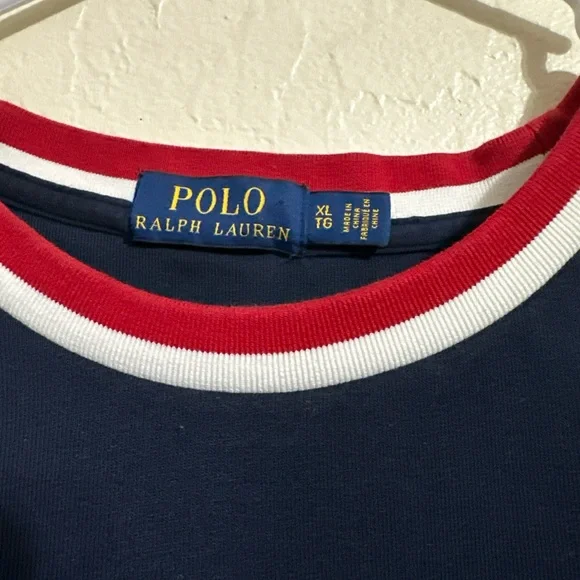 POLO
RALPH LAUREN
XL
TG
MADE IN
CHINA
FABRIQUÉ EN
CHINE